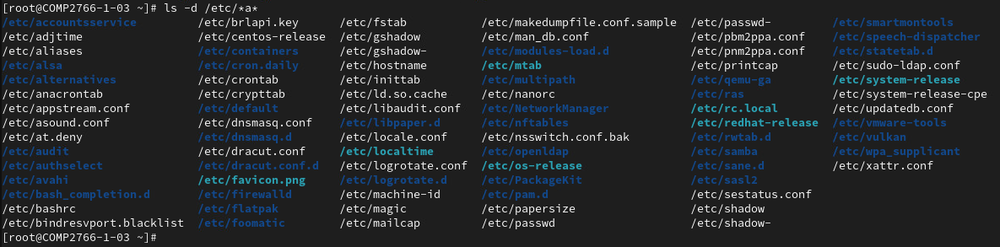 [root@COMP2766-1-03 ~]# ls -d /etc/*a*
/etc/accountsservice /etc/brlapi.key /etc/fstab /etc/makedumpfile.conf.sample /etc/passwd- /etc/smartmontools
/etc/adjtime /etc/centos-release /etc/gshadow /etc/man_db.conf /etc/pbm2ppa.conf /etc/speech-dispatcher
/etc/aliases /etc/containers /etc/gshadow- /etc/modules-load.d /etc/pnm2ppa.conf /etc/statetab.d
/etc/alsa /etc/cron.daily /etc/hostname /etc/mtab /etc/printcap /etc/sudo-ldap.conf
/etc/alternatives /etc/crontab /etc/inittab /etc/multipath /etc/qemu-ga /etc/system-release
/etc/anacrontab /etc/crypttab /etc/ld.so.cache /etc/nanorc /etc/ras /etc/system-release-cpe
/etc/appstream.conf /etc/default /etc/libaudit.conf /etc/NetworkManager /etc/rc.local /etc/updatedb.conf
/etc/asound.conf /etc/dnsmasq.conf /etc/libpaper.d /etc/nftables /etc/redhat-release /etc/vmware-tools
/etc/at.deny /etc/dnsmasq.d /etc/locale.conf /etc/nsswitch.conf.bak /etc/rwtab.d /etc/vulkan
/etc/audit /etc/dracut.conf /etc/localtime /etc/openldap /etc/samba /etc/wpa_supplicant
/etc/authselect /etc/dracut.conf.d /etc/logrotate.conf /etc/os-release /etc/sane.d /etc/xattr.conf
/etc/avahi /etc/favicon.png /etc/logrotate.d /etc/PackageKit /etc/sasl2
/etc/bash_completion.d /etc/firewalld /etc/machine-id /etc/pam.d /etc/sestatus.conf
/etc/bashrc /etc/flatpak /etc/magic /etc/papersize /etc/shadow
/etc/bindresvport.blacklist /etc/foomatic /etc/mailcap /etc/passwd /etc/shadow-
[root@COMP2766-1-03 ~]#